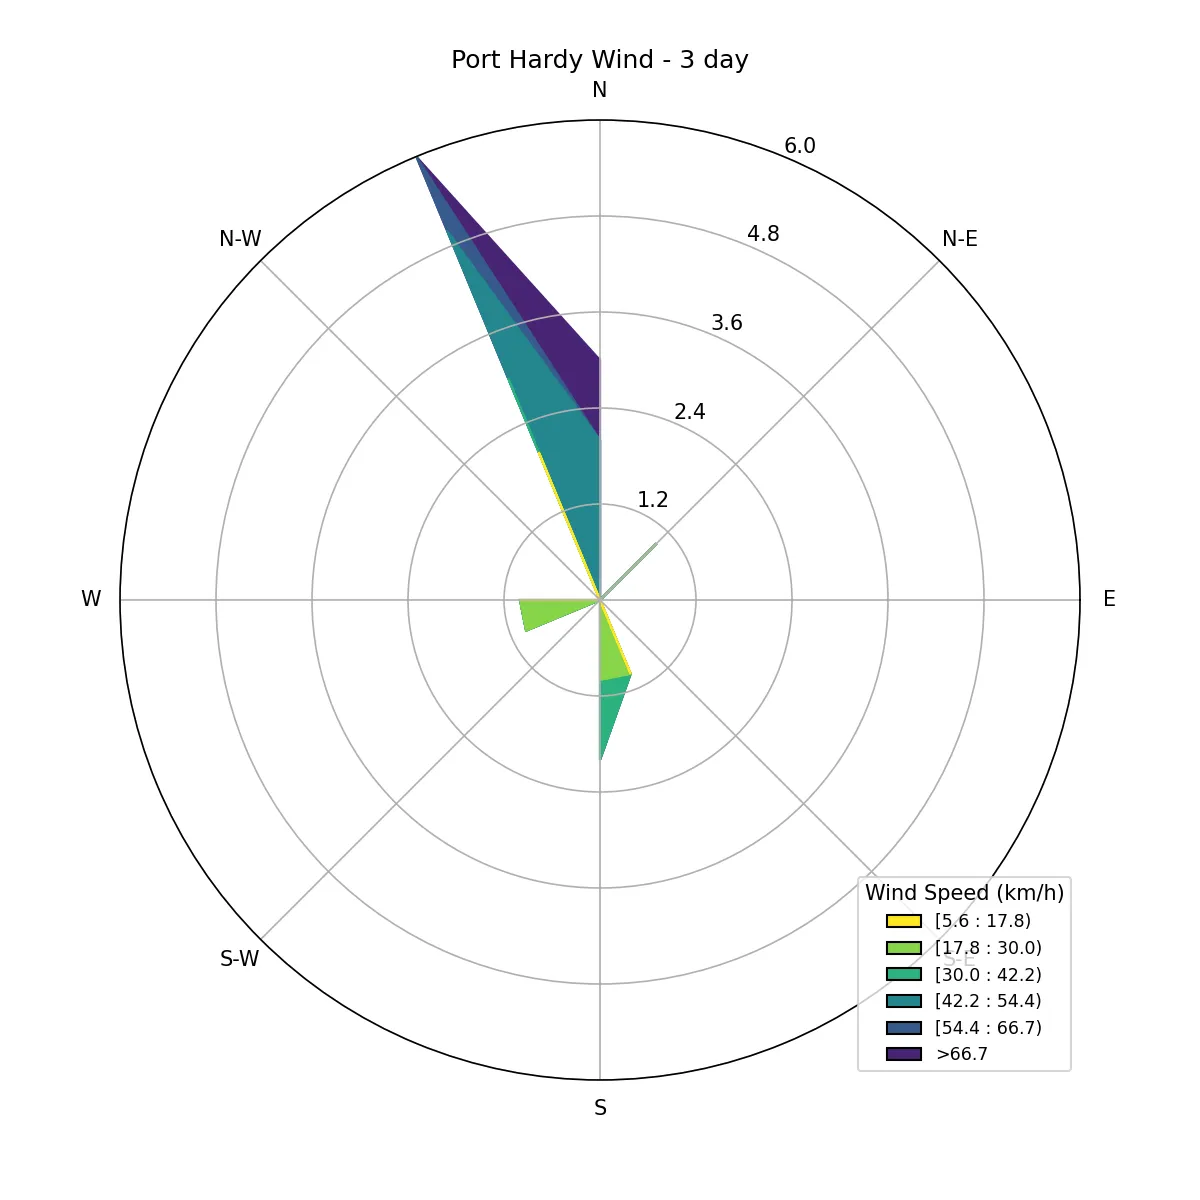 Port Hardy Wind - 3 day
N
6.0
N-W
N-E
4.8
3.6
2.4
1.2
W
E
S-W
S-E
S
Wind Speed (km/h)
[5.6 : 17.8)
[17.8 : 30.0)
[30.0 : 42.2)
[42.2 : 54.4)
[54.4 : 66.7)
>66.7